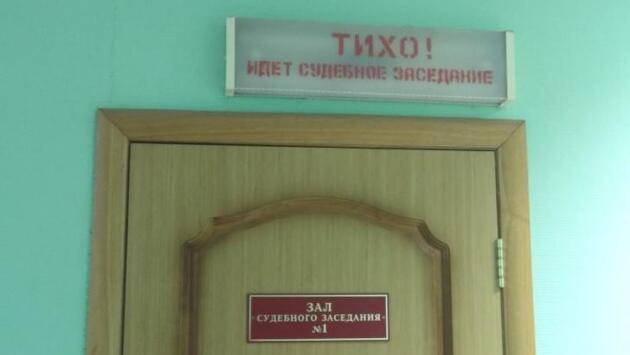 ТИХО!
ИДЕТ СУДЕБНОЕ ЗАСЕДАНИЕ
ЗАЛ
СУДЕБНОГО ЗАСЕДАНИЯ
№1